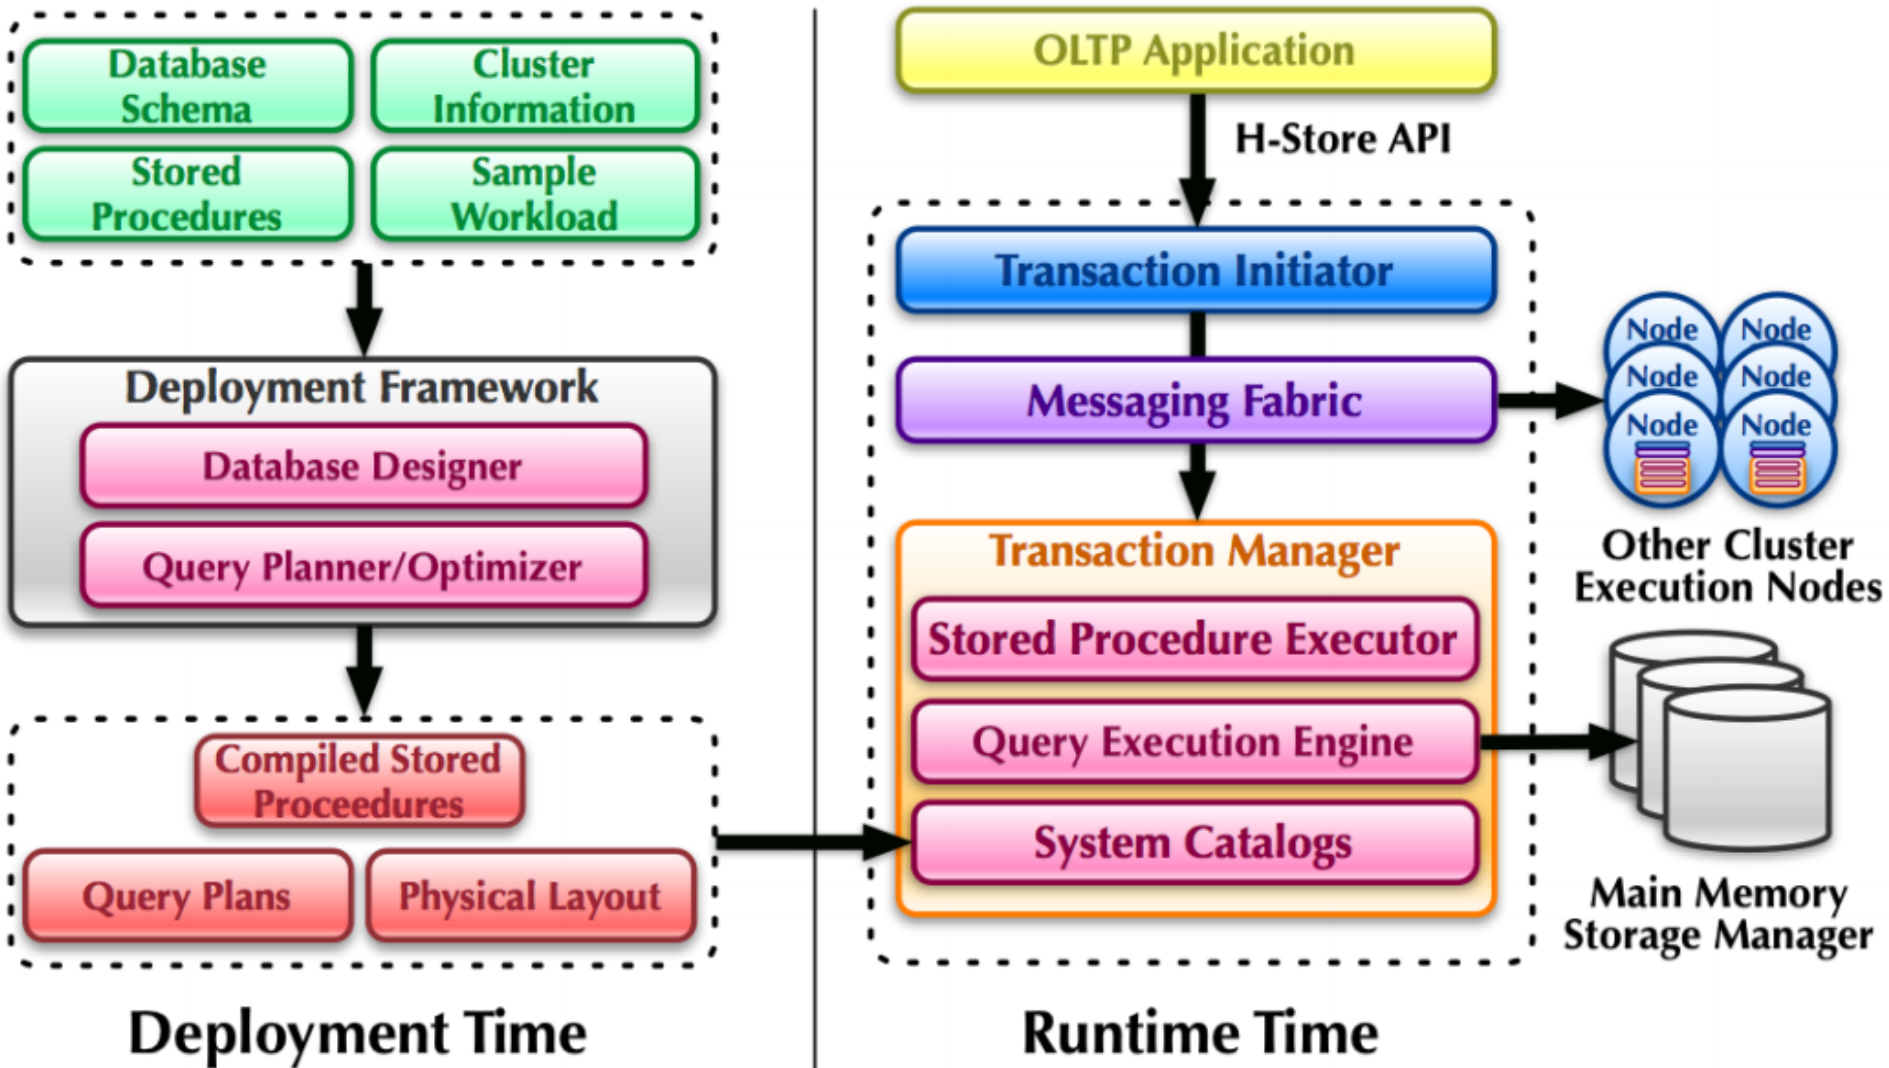 Database
Schema
Cluster
Information
Stored
Procedures
Sample
Workload
Deployment Framework
Database Designer
Query Planner/Optimizer
Compiled Stored
Proceedures
Query Plans
Physical Layout
Deployment Time
OLTP Application
H-Store API
Transaction Initiator
Messaging Fabric
Node
Node
Node
Node
Node
Node
Other Cluster
Execution Nodes
Transaction Manager
Stored Procedure Executor
Query Execution Engine
System Catalogs
Main Memory
Storage Manager
Runtime Time